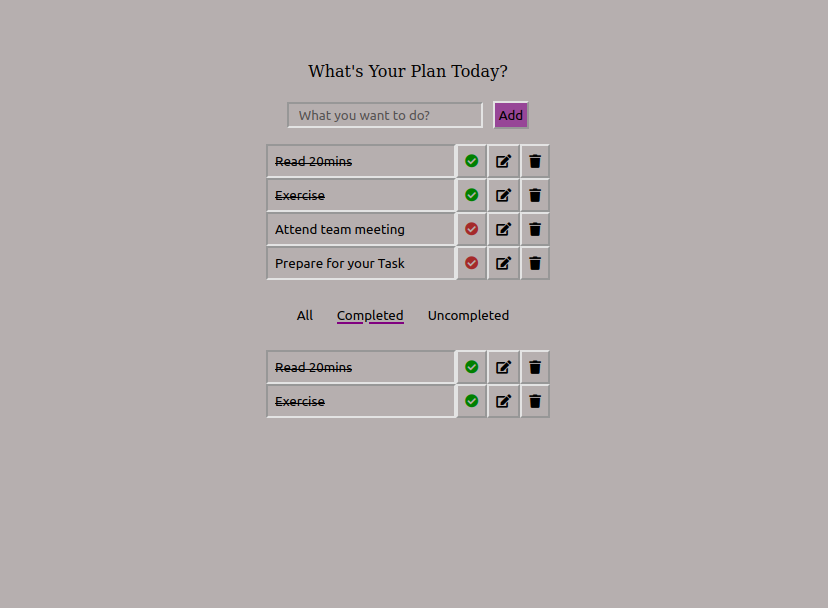 What's Your Plan Today?
What you want to do? Add
Read 20mins
Exercise
Attend team meeting
Prepare for your Task
All Completed Uncompleted
Read 20mins
Exercise